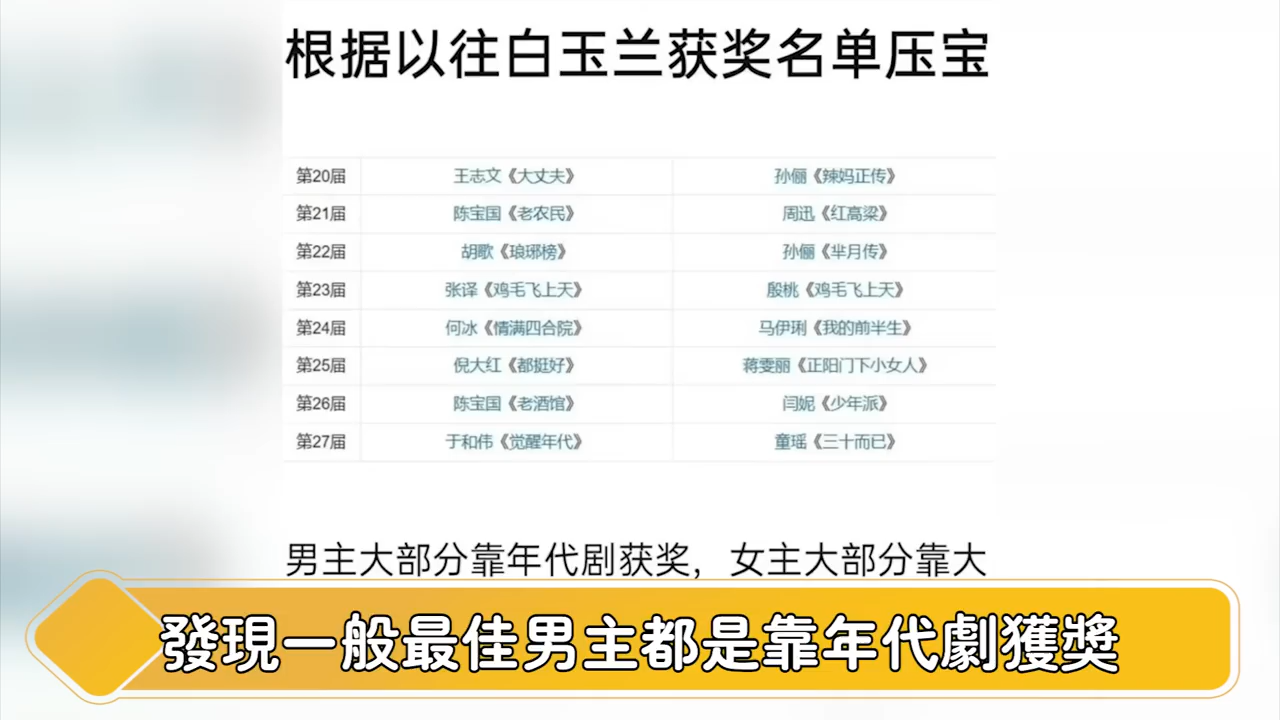 根据以往白玉兰获奖名单压宝
第20届 王志文《大丈夫》 孙俪《辣妈正传》
第21届 陈宝国《老农民》 周迅《红高粱》
第22届 胡歌《琅琊榜》 孙俪《芈月传》
第23届 张译《鸡毛飞上天》 殷桃《鸡毛飞上天》
第24届 何冰《情满四合院》 马伊琍《我的前半生》
第25届 倪大红《都挺好》 蒋雯丽《正阳门下小女人》
第26届 陈宝国《老酒馆》 闫妮《少年派》
第27届 于和伟《觉醒年代》 童瑶《三十而已》
男主大部分靠年代剧获奖，女主大部分靠大
發現一般最佳男主都是靠年代劇獲獎